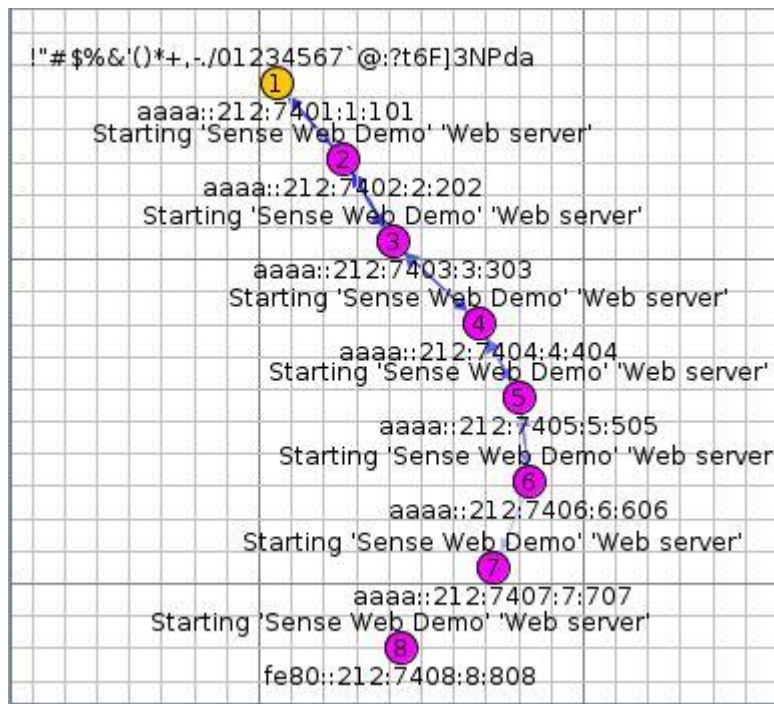 !"#$%&'()*+,-./01234567`@:?t6F]3NPda
1
aaaa::212:7401:1:101
Starting 'Sense Web Demo' 'Web server'
2
aaaa::212:7402:2:202
Starting 'Sense Web Demo' 'Web server'
3
aaaa::212:7403:3:303
Starting 'Sense Web Demo' 'Web server'
4
aaaa::212:7404:4:404
Starting 'Sense Web Demo' 'Web server'
5
aaaa::212:7405:5:505
Starting 'Sense Web Demo' 'Web server
6
aaaa::212:7406:6:606
Starting 'Sense Web Demo' 'Web server'
7
aaaa::212:7407:7:707
Starting 'Sense Web Demo' 'Web server'
8
fe80::212:7408:8:808